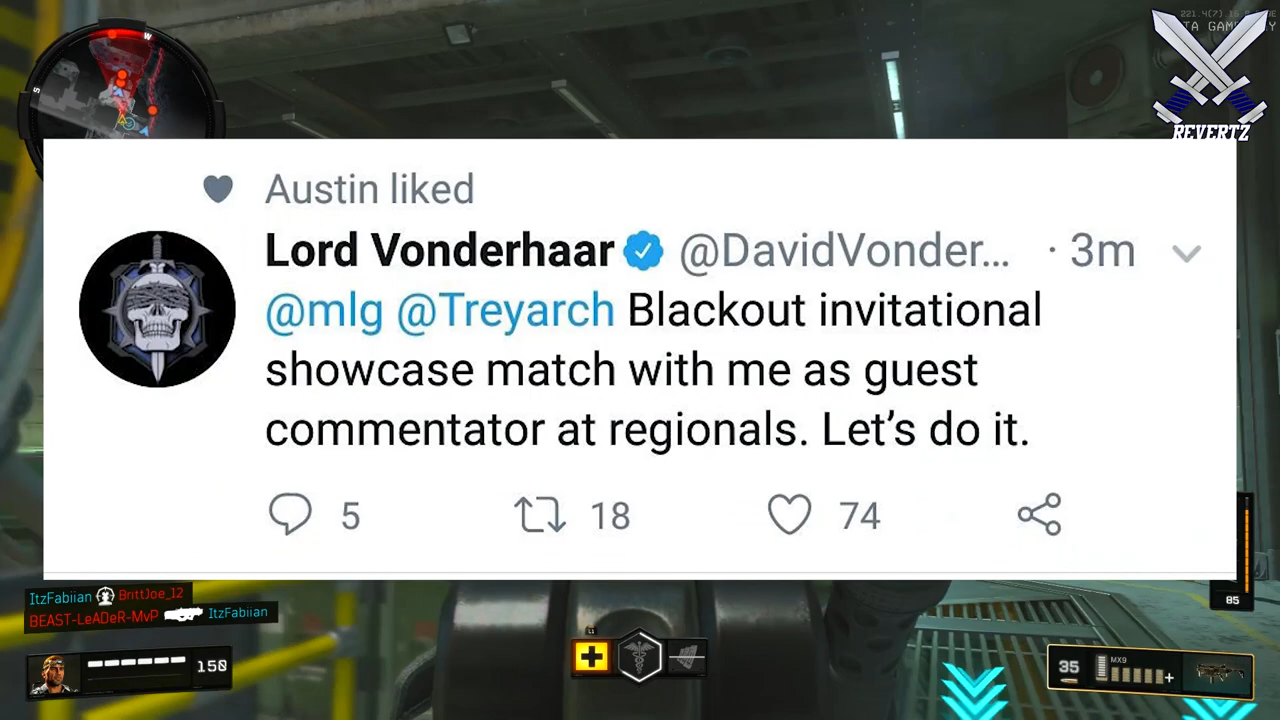 W
S
REVERTZ
Austin liked
Lord Vonderhaar @DavidVonder... · 3m
@mlg @Treyarch Blackout invitational
showcase match with me as guest
commentator at regionals. Let’s do it.
5 18 74
85
ItzFabiian BrittJoe_12
BEAST-LeADeR-MvP ItzFabiian
L1
150
35 MX9